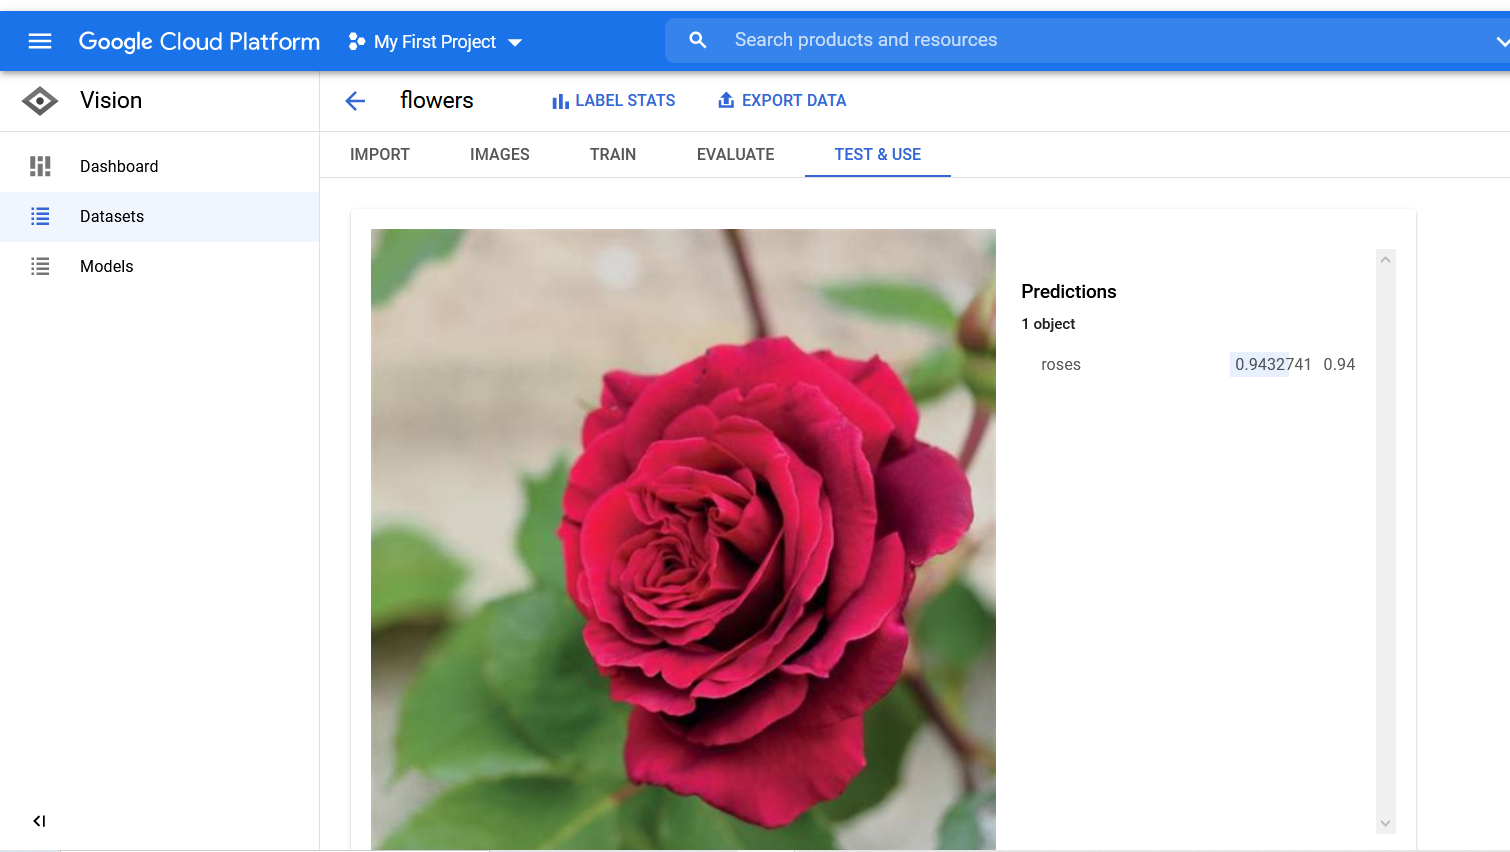 Google Cloud Platform My First Project Search products and resources
Vision flowers LABEL STATS EXPORT DATA
IMPORT IMAGES TRAIN EVALUATE TEST & USE
Dashboard
Datasets
Models
Predictions
1 object
roses 0.9432741 0.94